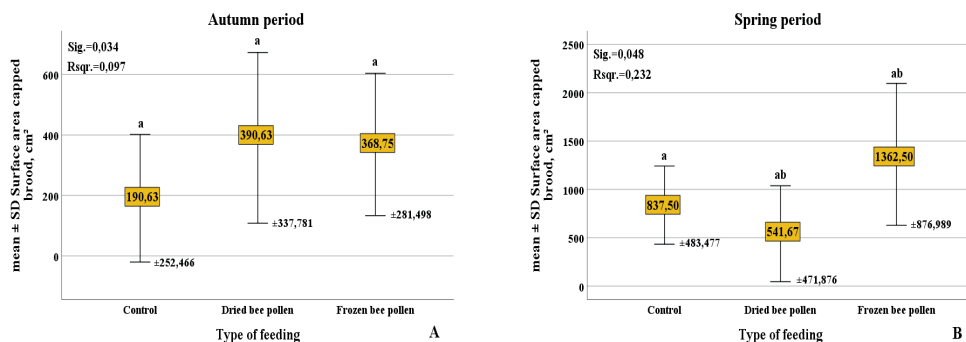 Autumn period
Sig.=0,034
Rsqr.=0,097
mean ± SD Surface area capped
brood, cm²
600
400
200
0
a
a
a
190,63
390,63
368,75
±252,466
±337,781
±281,498
Control
Dried bee pollen
Frozen bee pollen
Type of feeding
A
Spring period
Sig.=0,048
Rsqr.=0,232
mean ± SD Surface area capped
brood, cm²
2500
2000
1500
1000
500
0
a
ab
ab
837,50
541,67
1362,50
±483,477
±471,876
±876,989
Control
Dried bee pollen
Frozen bee pollen
Type of feeding
B